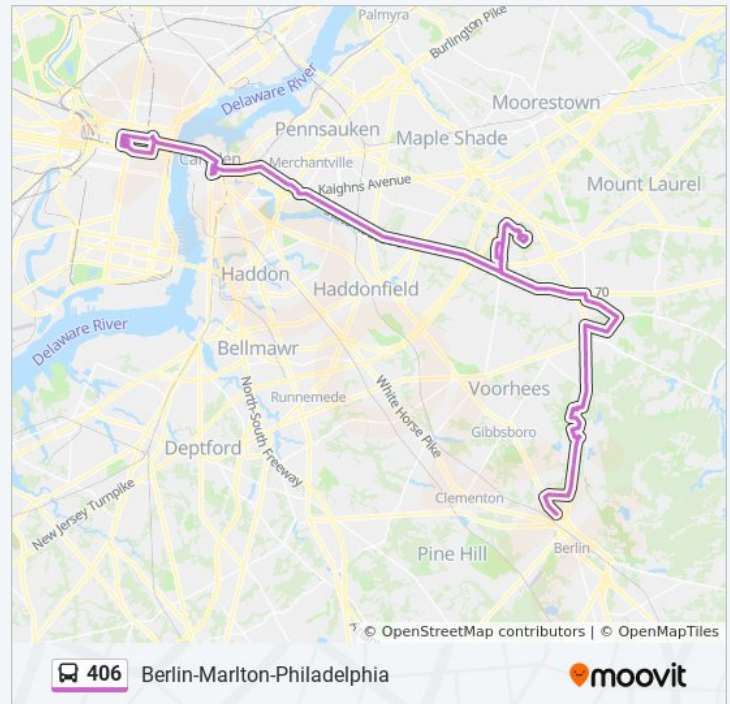 Palmyra
Burlington Pike
Delaware River
Moorestown
Pennsauken
Maple Shade
Merchantville
Kaighns Avenue
Mount Laurel
Haddon
Haddonfield
70
Delaware River
Bellmawr
Runnemede
Voorhees
White Horse Pike
North-South Freeway
Gibbsboro
Deptford
Clementon
New Jersey Turnpike
Pine Hill
Berlin
© OpenStreetMap contributors | © OpenMapTiles
406 Berlin-Marlton-Philadelphia
moovit